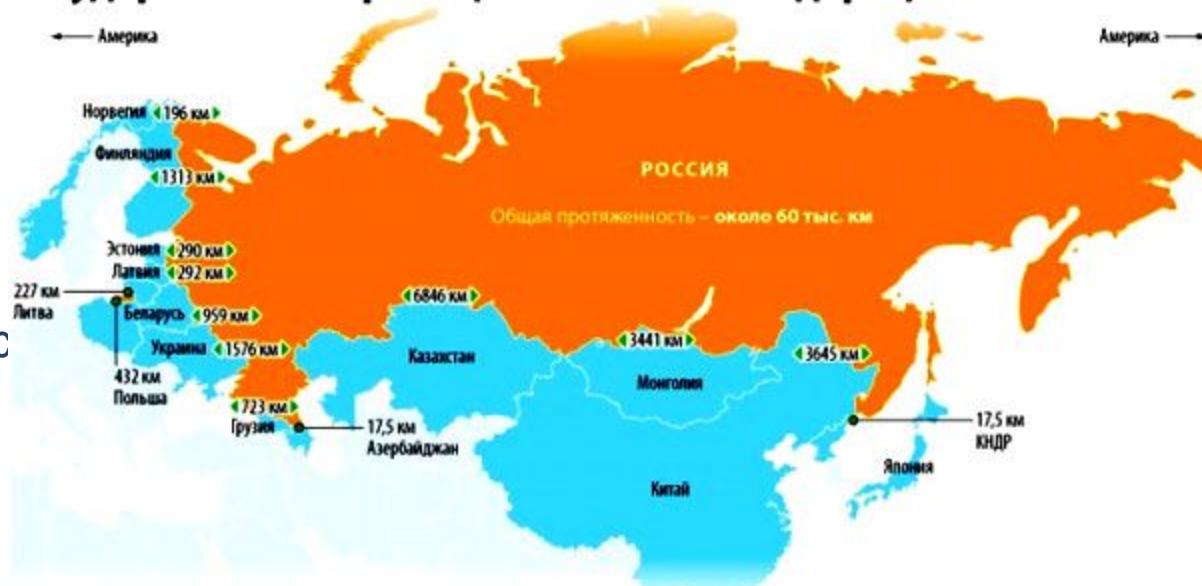 Америка
Америка
Норвегия
196 км
Финляндия
1313 км
РОССИЯ
Общая протяженность – около 60 тыс. км
Эстония
290 км
Латвия
292 км
227 км
Литва
Беларусь
959 км
6846 км
Украина
1576 км
Казахстан
3441 км
Монголия
3645 км
432 км
Польша
723 км
Грузия
17,5 км
Азербайджан
17,5 км
КНДР
Япония
Китай